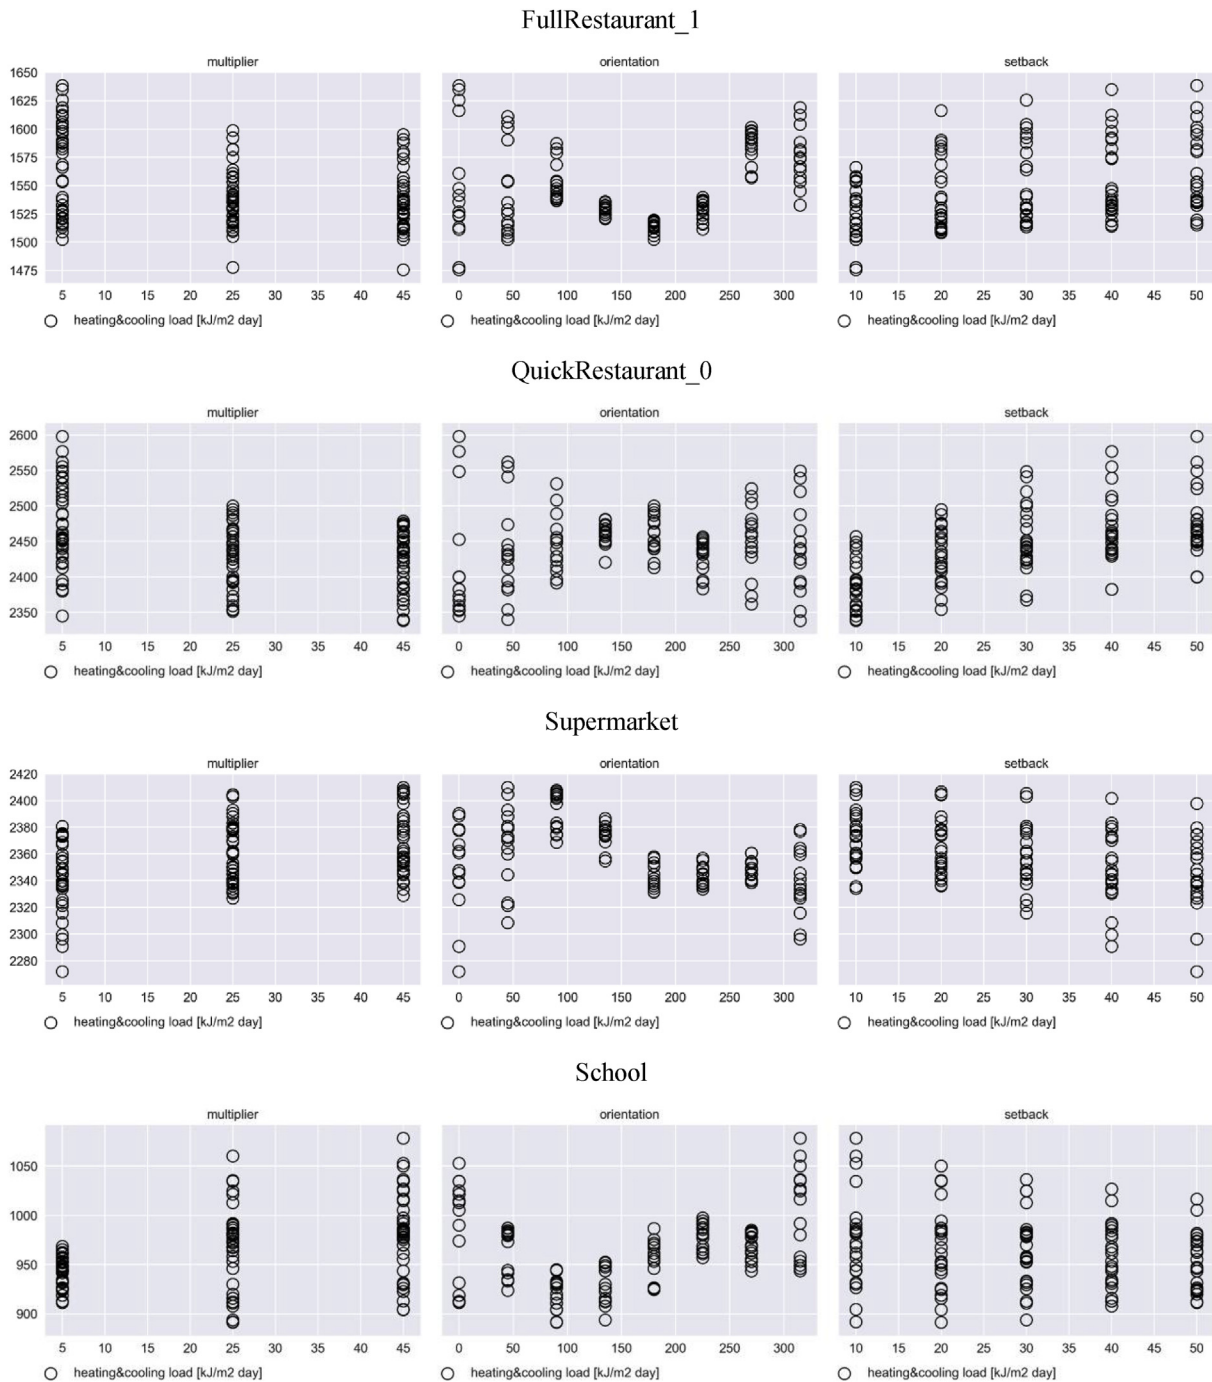 FullRestaurant_1
multiplier orientation setback
1650
1625
1600
1575
1550
1525
1500
1475
5 10 15 20 25 30 35 40 45 0 50 100 150 200 250 300 10 15 20 25 30 35 40 45 50
heating&cooling load [kJ/m2 day] heating&cooling load [kJ/m2 day] heating&cooling load [kJ/m2 day]
QuickRestaurant_0
multiplier orientation setback
2600
2550
2500
2450
2400
2350
5 10 15 20 25 30 35 40 45 0 50 100 150 200 250 300 10 15 20 25 30 35 40 45 50
heating&cooling load [kJ/m2 day] heating&cooling load [kJ/m2 day] heating&cooling load [kJ/m2 day]
Supermarket
multiplier orientation setback
2420
2400
2380
2360
2340
2320
2300
2280
5 10 15 20 25 30 35 40 45 0 50 100 150 200 250 300 10 15 20 25 30 35 40 45 50
heating&cooling load [kJ/m2 day] heating&cooling load [kJ/m2 day] heating&cooling load [kJ/m2 day]
School
multiplier orientation setback
1050
1000
950
900
5 10 15 20 25 30 35 40 45 0 50 100 150 200 250 300 10 15 20 25 30 35 40 45 50
heating&cooling load [kJ/m2 day] heating&cooling load [kJ/m2 day] heating&cooling load [kJ/m2 day]